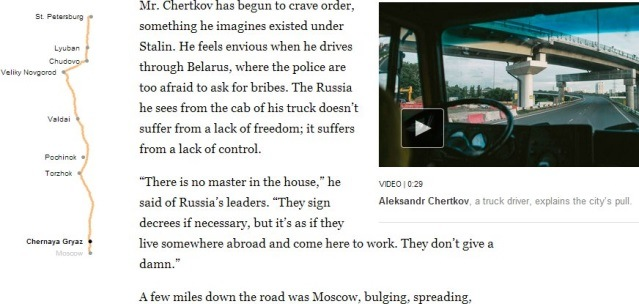 St. Petersburg
Lyuban
Chudovo
Veliky Novgorod
Valdai
Pochinok
Torzhok
Chernaya Gryaz
Moscow
Mr. Chertkov has begun to crave order,
something he imagines existed under
Stalin. He feels envious when he drives
through Belarus, where the police are
too afraid to ask for bribes. The Russia
he sees from the cab of his truck doesn’t
suffer from a lack of freedom; it suffers
from a lack of control.
“There is no master in the house,” he
said of Russia’s leaders. “They sign
decrees if necessary, but it’s as if they
live somewhere abroad and come here to work. They don’t give a
damn.”
A few miles down the road was Moscow, bulging, spreading,
VIDEO | 0:29
Aleksandr Chertkov, a truck driver, explains the city’s pull.